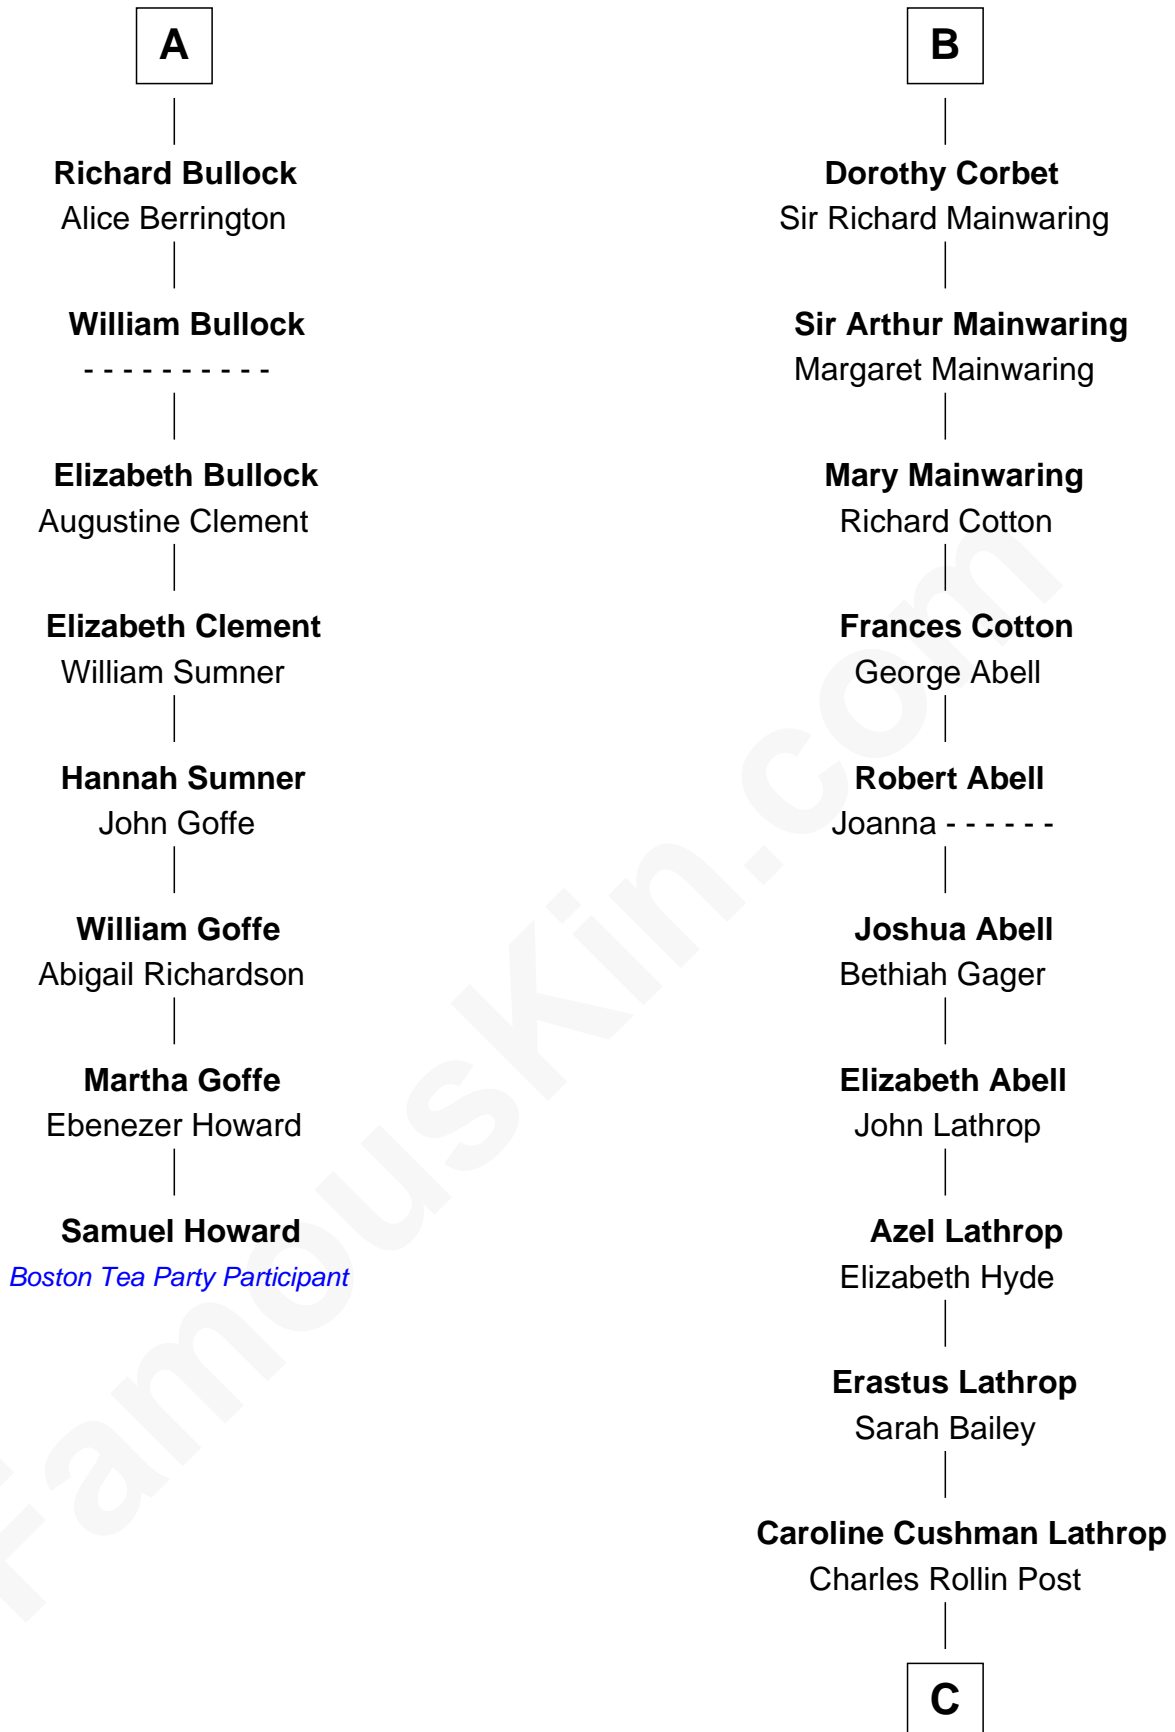 A
Richard Bullock
Alice Berrington
William Bullock
- - - - - - - - - -
Elizabeth Bullock
Augustine Clement
Elizabeth Clement
William Sumner
Hannah Sumner
John Goffe
William Goffe
Abigail Richardson
Martha Goffe
Ebenezer Howard
Samuel Howard
Boston Tea Party Participant
B
Dorothy Corbet
Sir Richard Mainwaring
Sir Arthur Mainwaring
Margaret Mainwaring
Mary Mainwaring
Richard Cotton
Frances Cotton
George Abell
Robert Abell
Joanna - - - - - -
Joshua Abell
Bethiah Gager
Elizabeth Abell
John Lathrop
Azel Lathrop
Elizabeth Hyde
Erastus Lathrop
Sarah Bailey
Caroline Cushman Lathrop
Charles Rollin Post
C
FamousKin.com